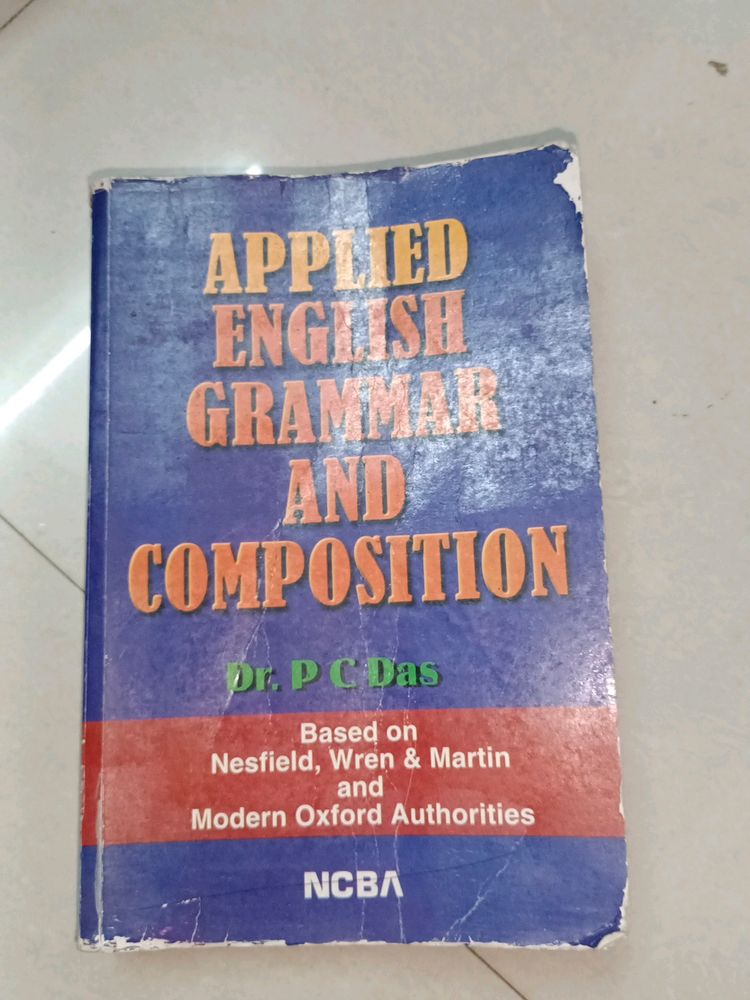 APPLIED
ENGLISH
GRAMMAR
AND
COMPOSITION
Dr. P C Das
Based on
Nesfield, Wren & Martin
and
Modern Oxford Authorities
NCBA